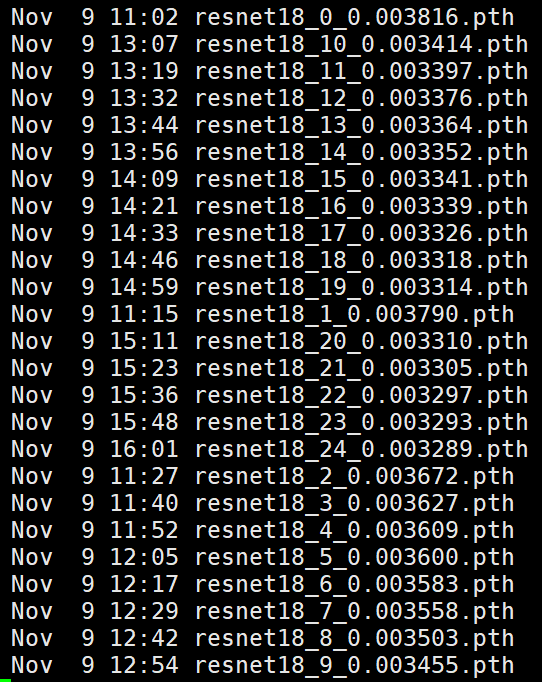 Nov  9 11:02 resnet18_0_0.003816.pth
Nov  9 13:07 resnet18_10_0.003414.pth
Nov  9 13:19 resnet18_11_0.003397.pth
Nov  9 13:32 resnet18_12_0.003376.pth
Nov  9 13:44 resnet18_13_0.003364.pth
Nov  9 13:56 resnet18_14_0.003352.pth
Nov  9 14:09 resnet18_15_0.003341.pth
Nov  9 14:21 resnet18_16_0.003339.pth
Nov  9 14:33 resnet18_17_0.003326.pth
Nov  9 14:46 resnet18_18_0.003318.pth
Nov  9 14:59 resnet18_19_0.003314.pth
Nov  9 11:15 resnet18_1_0.003790.pth
Nov  9 15:11 resnet18_20_0.003310.pth
Nov  9 15:23 resnet18_21_0.003305.pth
Nov  9 15:36 resnet18_22_0.003297.pth
Nov  9 15:48 resnet18_23_0.003293.pth
Nov  9 16:01 resnet18_24_0.003289.pth
Nov  9 11:27 resnet18_2_0.003672.pth
Nov  9 11:40 resnet18_3_0.003627.pth
Nov  9 11:52 resnet18_4_0.003609.pth
Nov  9 12:05 resnet18_5_0.003600.pth
Nov  9 12:17 resnet18_6_0.003583.pth
Nov  9 12:29 resnet18_7_0.003558.pth
Nov  9 12:42 resnet18_8_0.003503.pth
Nov  9 12:54 resnet18_9_0.003455.pth